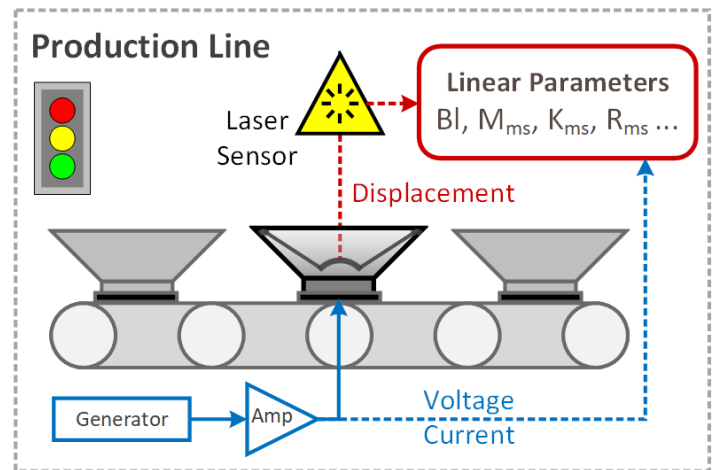 Production Line
Laser
Sensor
Linear Parameters
Bl, Mms, Kms, Rms ...
Displacement
Generator
Amp
Voltage
Current